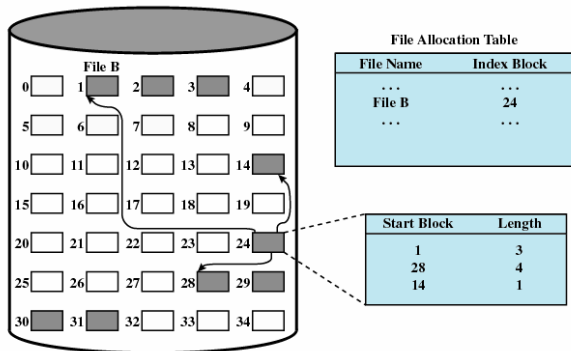 File B
0 1 2 3 4
5 6 7 8 9
10 11 12 13 14
15 16 17 18 19
20 21 22 23 24
25 26 27 28 29
30 31 32 33 34
File Allocation Table
File Name Index Block
. . . . . .
File B 24
. . . . . .
Start Block Length
1 3
28 4
14 1